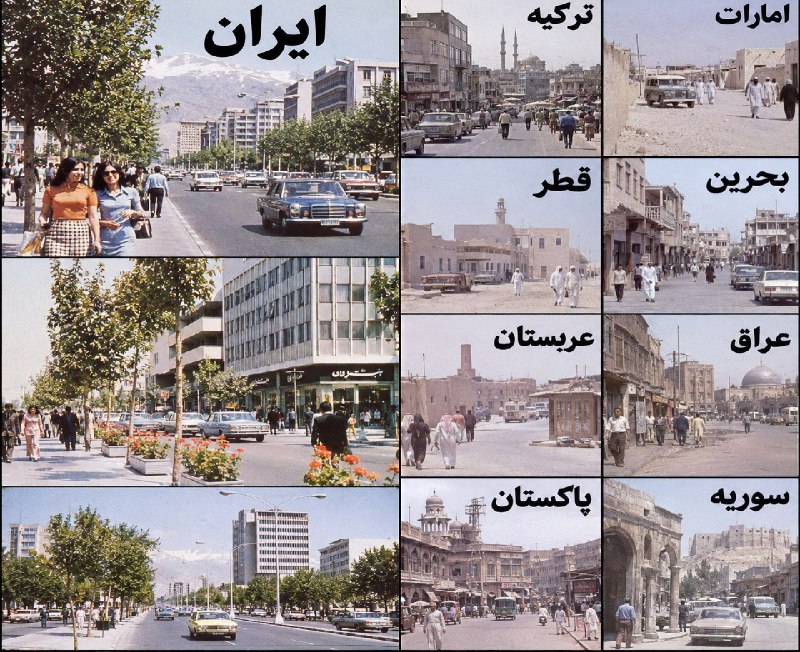 ایران
ترکیه
امارات
قطر
بحرین
عربستان
عراق
پاکستان
سوریه